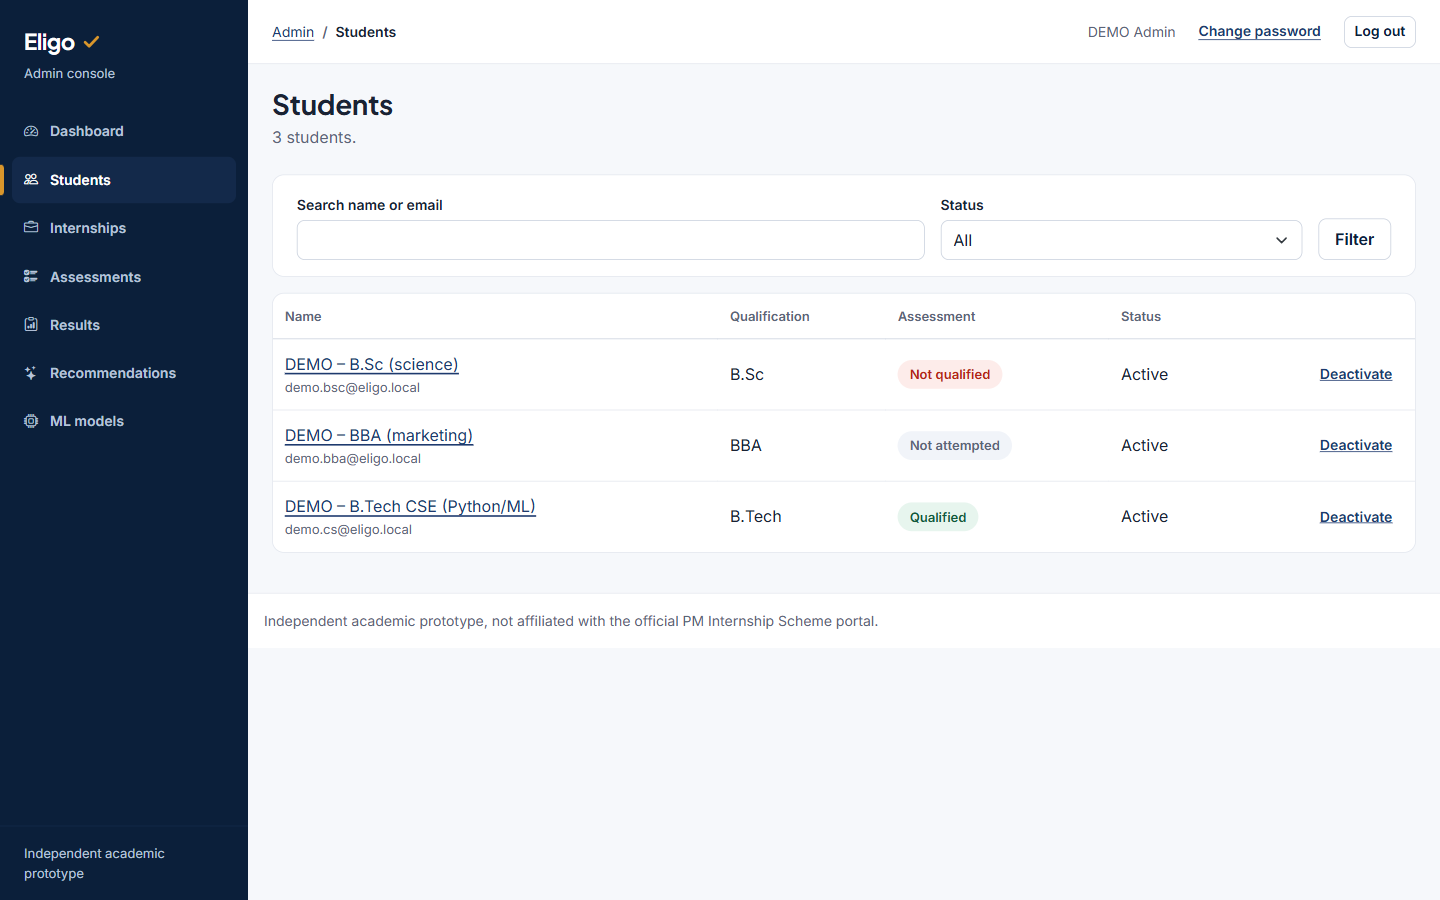 Eligo
Admin console
Dashboard
Students
Internships
Assessments
Results
Recommendations
ML models
Independent academic
prototype
Admin / Students
DEMO Admin Change password Log out
Students
3 students.
Search name or email Status
All Filter
Name Qualification Assessment Status
DEMO – B.Sc (science)
demo.bsc@eligo.local
B.Sc Not qualified Active Deactivate
DEMO – BBA (marketing)
demo.bba@eligo.local
BBA Not attempted Active Deactivate
DEMO – B.Tech CSE (Python/ML)
demo.cs@eligo.local
B.Tech Qualified Active Deactivate
Independent academic prototype, not affiliated with the official PM Internship Scheme portal.